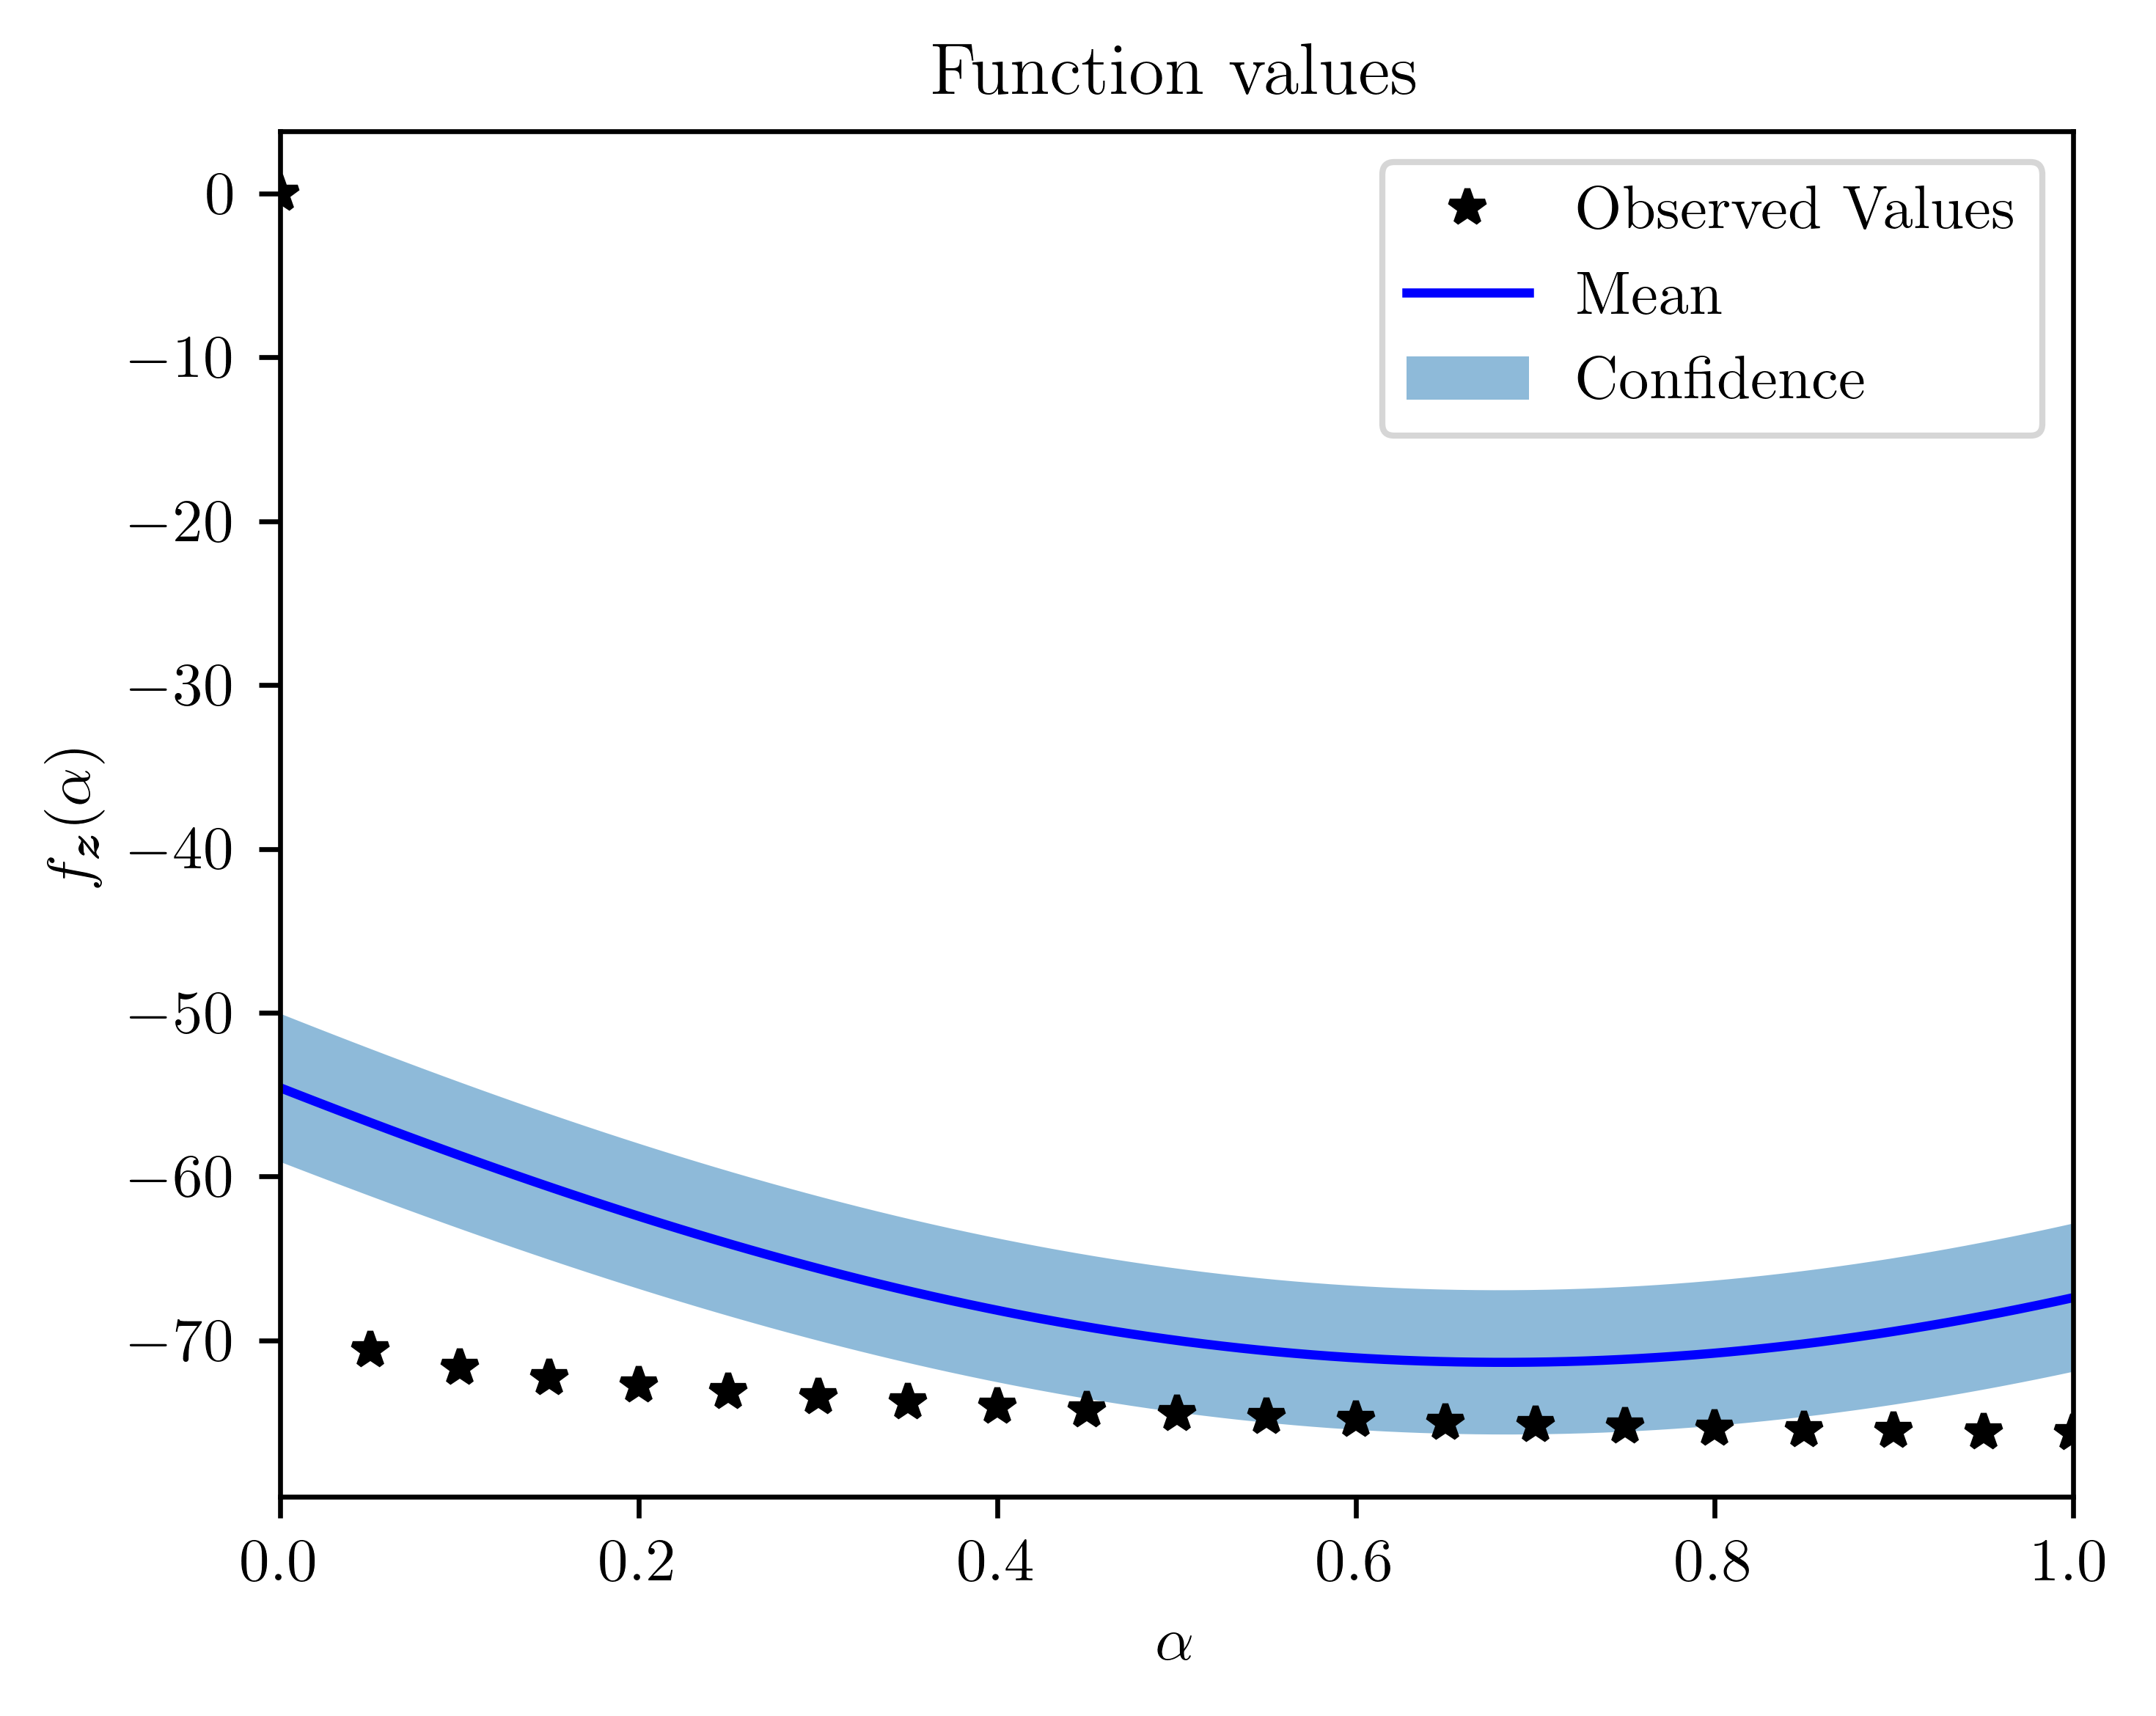 Function values
Observed Values
Mean
Confidence
0
−10
−20
−30
−40
−50
−60
−70
f_z(α)
0.0 0.2 0.4 0.6 0.8 1.0
α